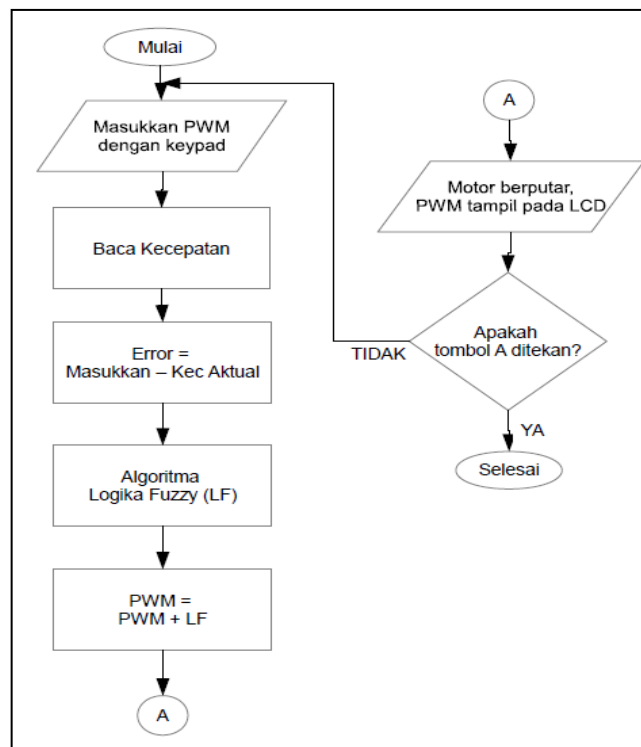 Mulai
Masukkan PWM
dengan keypad
Baca Kecepatan
Error =
Masukkan – Kec Aktual
Algoritma
Logika Fuzzy (LF)
PWM =
PWM + LF
A
A
Motor berputar,
PWM tampil pada LCD
Apakah
tombol A ditekan?
TIDAK
YA
Selesai